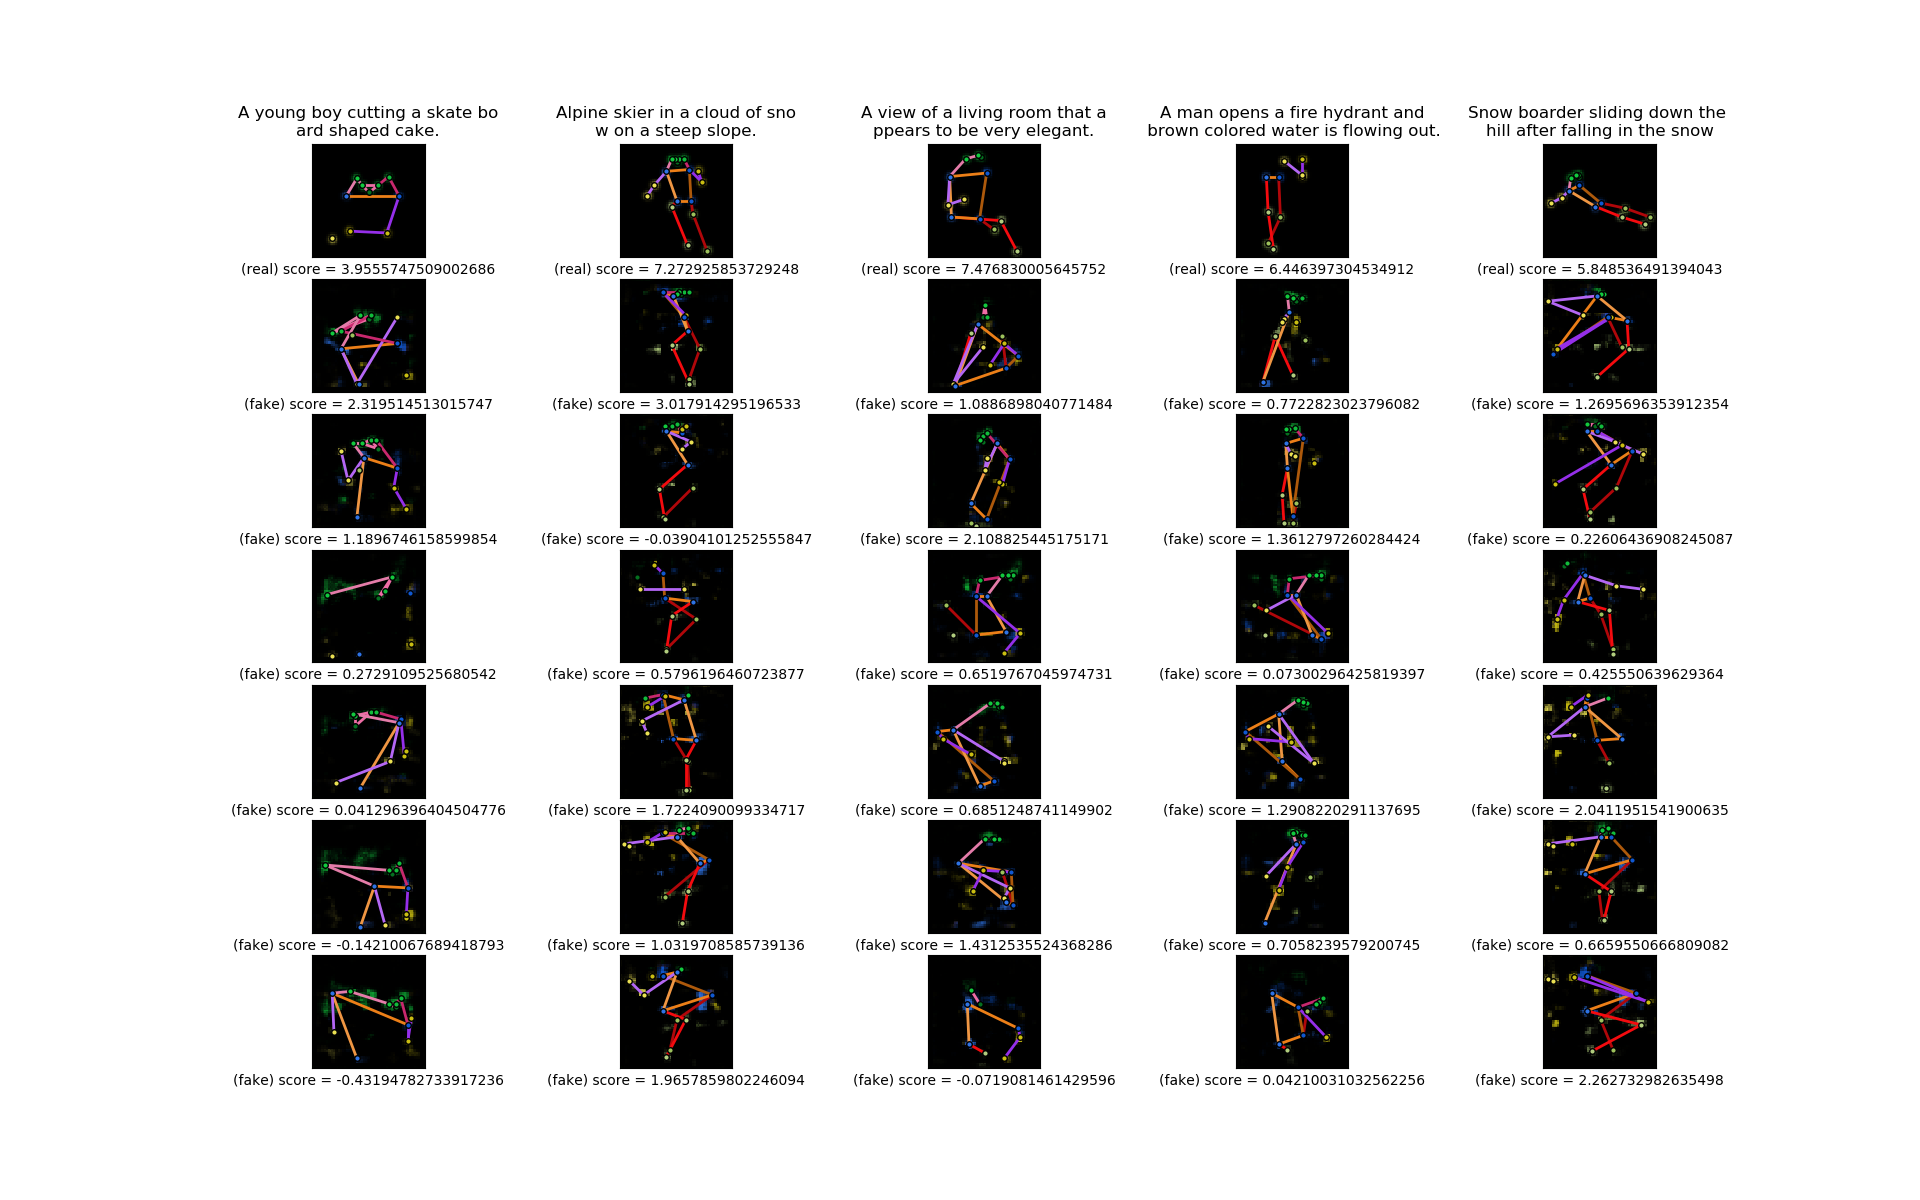 A young boy cutting a skate bo
ard shaped cake.
Alpine skier in a cloud of sno
w on a steep slope.
A view of a living room that a
ppears to be very elegant.
A man opens a fire hydrant and
brown colored water is flowing out.
Snow boarder sliding down the
hill after falling in the snow
(real) score = 3.9555747509002686
(real) score = 7.272925853729248
(real) score = 7.476830005645752
(real) score = 6.446397304534912
(real) score = 5.848536491394043
(fake) score = 2.319514513015747
(fake) score = 3.017914295196533
(fake) score = 1.0886898040771484
(fake) score = 0.7722823023796082
(fake) score = 1.2695696353912354
(fake) score = 1.1896746158599854
(fake) score = -0.03904101252555847
(fake) score = 2.108825445175171
(fake) score = 1.3612797260284424
(fake) score = 0.22606436908245087
(fake) score = 0.2729109525680542
(fake) score = 0.5796196460723877
(fake) score = 0.6519767045974731
(fake) score = 0.07300296425819397
(fake) score = 0.425550639629364
(fake) score = 0.041296396404504776
(fake) score = 1.7224090099334717
(fake) score = 0.6851248741149902
(fake) score = 1.2908220291137695
(fake) score = 2.0411951541900635
(fake) score = -0.14210067689418793
(fake) score = 1.0319708585739136
(fake) score = 1.4312535524368286
(fake) score = 0.7058239579200745
(fake) score = 0.6659550666809082
(fake) score = -0.43194782733917236
(fake) score = 1.9657859802246094
(fake) score = -0.0719081461429596
(fake) score = 0.04210031032562256
(fake) score = 2.262732982635498